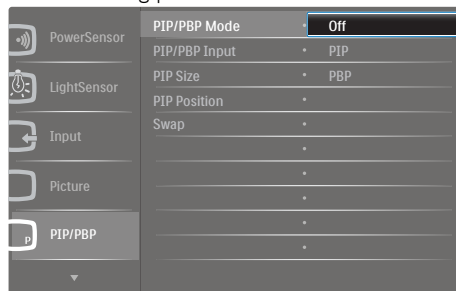 PowerSensor
LightSensor
Input
Picture
P
PIP/PBP
PIP/PBP Mode
Off
PIP/PBP Input
PIP
PIP Size
PBP
PIP Position
Swap